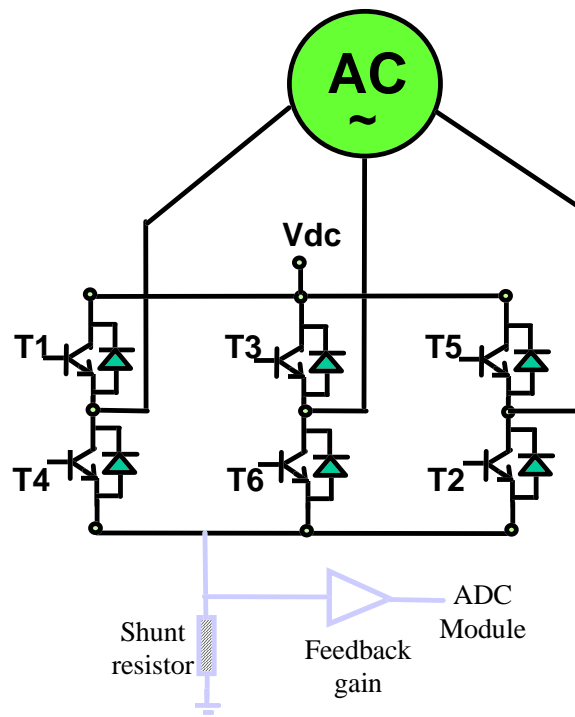 AC
~
Vdc
T1
T3
T5
T4
T6
T2
Shunt
resistor
Feedback
gain
ADC
Module